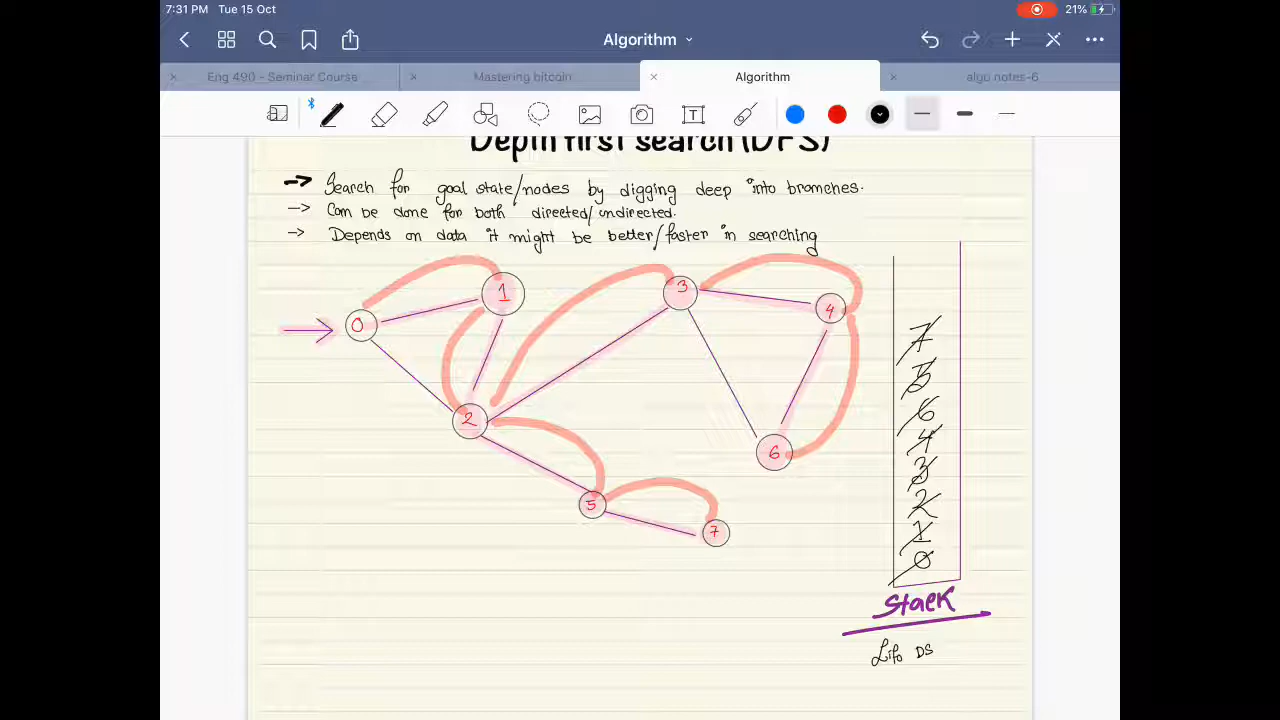 7:31 PM Tue 15 Oct
21%
Algorithm
Eng 490 - Seminar Course
Mastering bitcoin
Algorithm
algo notes-6
Depth first search (DFS)
→ Search for goal state/nodes by digging deep into branches.
→ Can be done for both directed/undirected.
→ Depends on data it might be better/faster in searching
0
1
2
3
4
5
6
7
7
5
6
4
3
2
1
0
Stack
Lifo DS